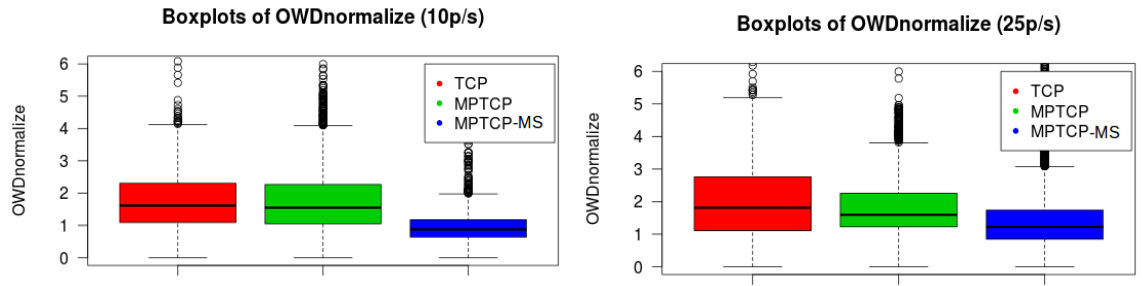 Boxplots of OWDnormalize (10p/s)
OWDnormalize
6
5
4
3
2
1
0
TCP
MPTCP
MPTCP-MS
Boxplots of OWDnormalize (25p/s)
OWDnormalize
6
5
4
3
2
1
0
TCP
MPTCP
MPTCP-MS